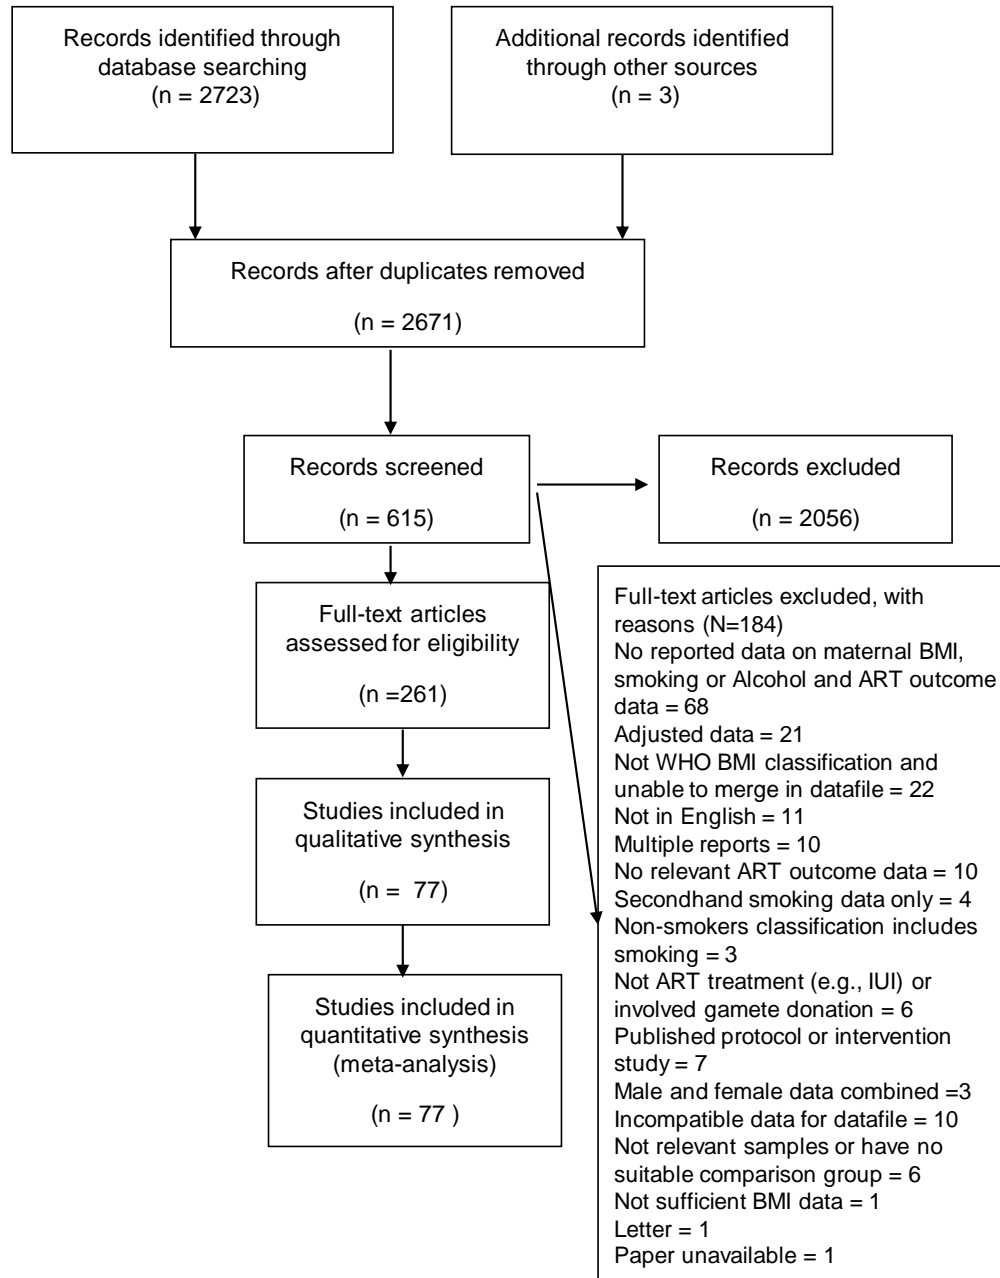 Records identified through
database searching
(n = 2723)
Additional records identified
through other sources
(n = 3)
Records after duplicates removed
(n = 2671)
Records screened
(n = 615)
Records excluded
(n = 2056)
Full-text articles
assessed for eligibility
(n =261)
Full-text articles excluded, with
reasons (N=184)
No reported data on maternal BMI,
smoking or Alcohol and ART outcome
data = 68
Adjusted data = 21
Not WHO BMI classification and
unable to merge in datafile = 22
Not in English = 11
Multiple reports = 10
No relevant ART outcome data = 10
Secondhand smoking data only = 4
Non-smokers classification includes
smoking = 3
Not ART treatment (e.g., IUI) or
involved gamete donation = 6
Published protocol or intervention
study = 7
Male and female data combined =3
Incompatible data for datafile = 10
Not relevant samples or have no
suitable comparison group = 6
Not sufficient BMI data = 1
Letter = 1
Paper unavailable = 1
Studies included in
qualitative synthesis
(n = 77)
Studies included in
quantitative synthesis
(meta-analysis)
(n = 77 )